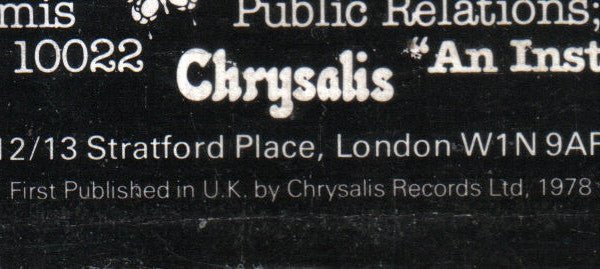 mis
Public Relations;
10022
Chrysalis
"An Inst
12/13 Stratford Place, London W1N 9AF
First Published in U.K. by Chrysalis Records Ltd, 1978